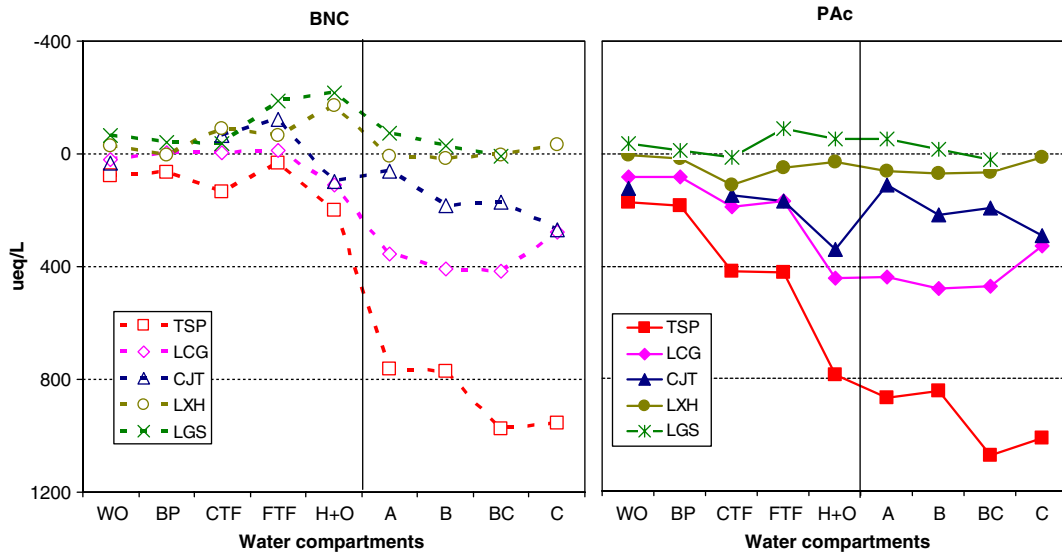 BNC
PAc
-400
0
400
800
1200
ueq/L
TSP
LCG
CJT
LXH
LGS
TSP
LCG
CJT
LXH
LGS
WO BP CTF FTF H+O A B BC C
WO BP CTF FTF H+O A B BC C
Water compartments
Water compartments